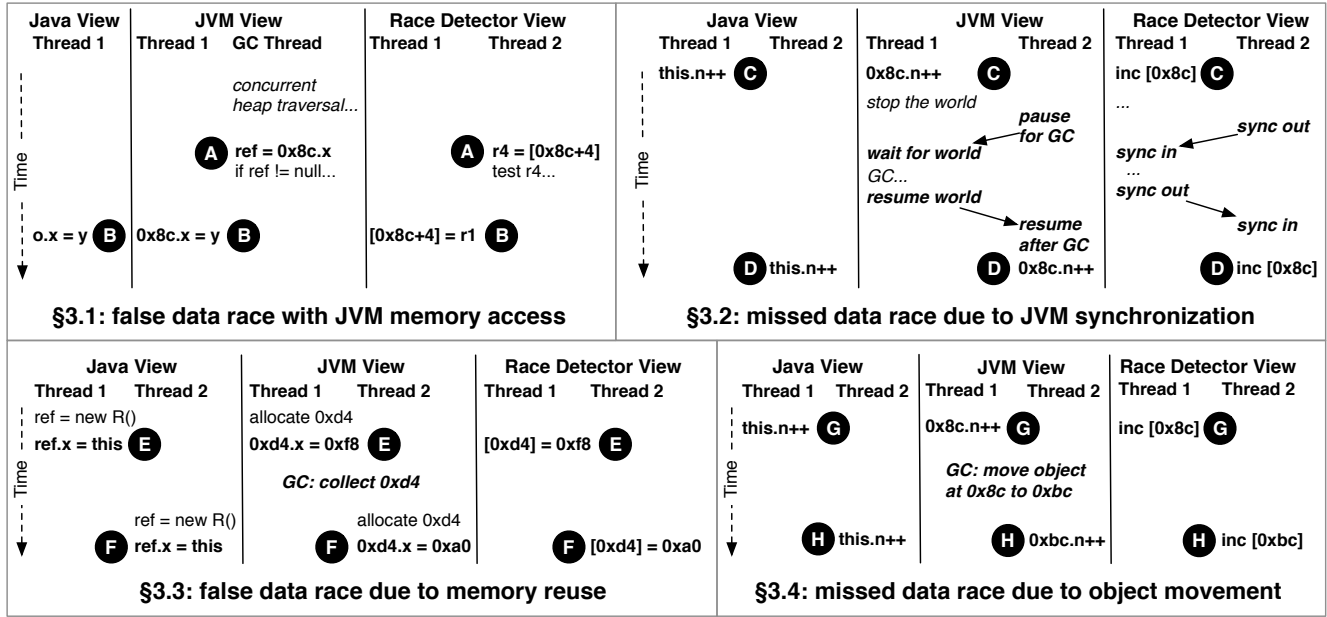 Java View JVM View Race Detector View
Thread 1 Thread 1 GC Thread Thread 1 Thread 2
Time
concurrent
heap traversal...
A ref = 0x8c.x A r4 = [0x8c+4]
if ref != null... test r4...
o.x = y B 0x8c.x = y B [0x8c+4] = r1 B
§3.1: false data race with JVM memory access
Java View JVM View Race Detector View
Thread 1 Thread 2 Thread 1 Thread 2 Thread 1 Thread 2
Time
this.n++ C 0x8c.n++ C inc [0x8c] C
stop the world ...
pause
for GC sync out
wait for world sync in
GC... ...
resume world sync out
resume
after GC sync in
D this.n++ D 0x8c.n++ D inc [0x8c]
§3.2: missed data race due to JVM synchronization
Java View JVM View Race Detector View
Thread 1 Thread 2 Thread 1 Thread 2 Thread 1 Thread 2
Time
ref = new R() allocate 0xd4
ref.x = this E 0xd4.x = 0xf8 E [0xd4] = 0xf8 E
GC: collect 0xd4
ref = new R() allocate 0xd4
F ref.x = this F 0xd4.x = 0xa0 F [0xd4] = 0xa0
§3.3: false data race due to memory reuse
Java View JVM View Race Detector View
Thread 1 Thread 2 Thread 1 Thread 2 Thread 1 Thread 2
Time
this.n++ G 0x8c.n++ G inc [0x8c] G
GC: move object
at 0x8c to 0xbc
H this.n++ H 0xbc.n++ H inc [0xbc]
§3.4: missed data race due to object movement